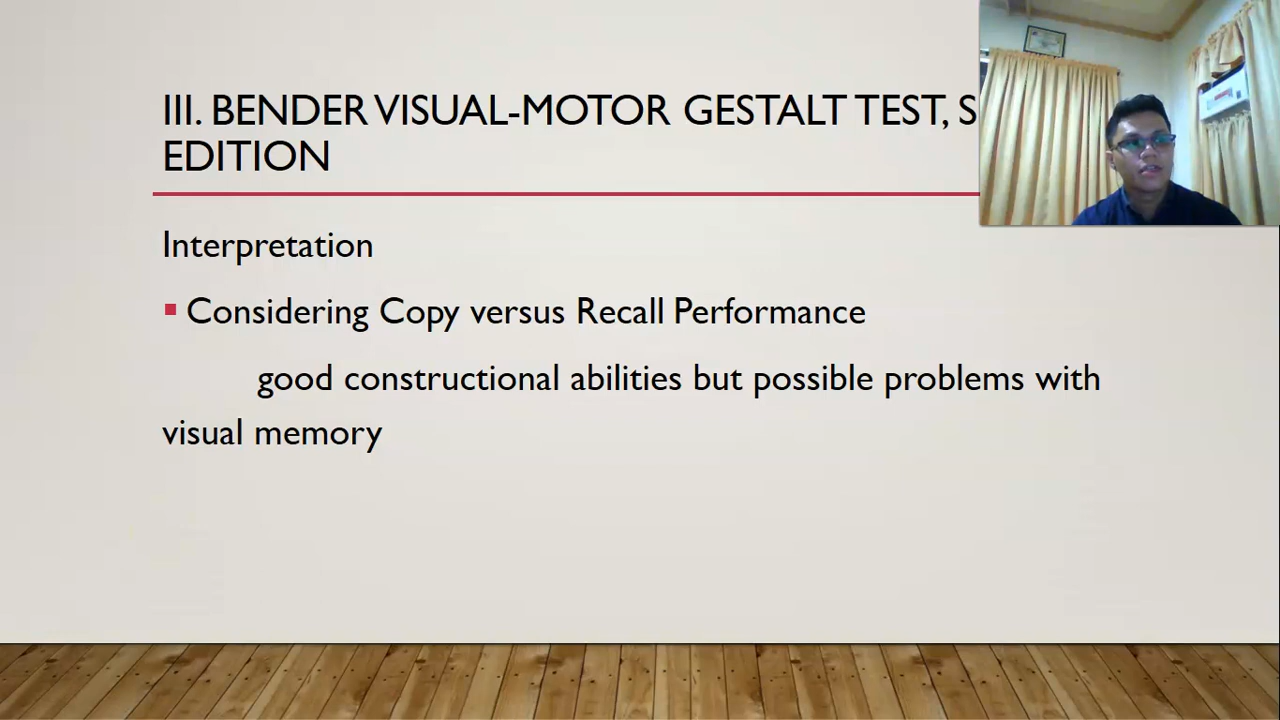 III. BENDER VISUAL-MOTOR GESTALT TEST, S
EDITION
Interpretation
▪ Considering Copy versus Recall Performance
good constructional abilities but possible problems with
visual memory